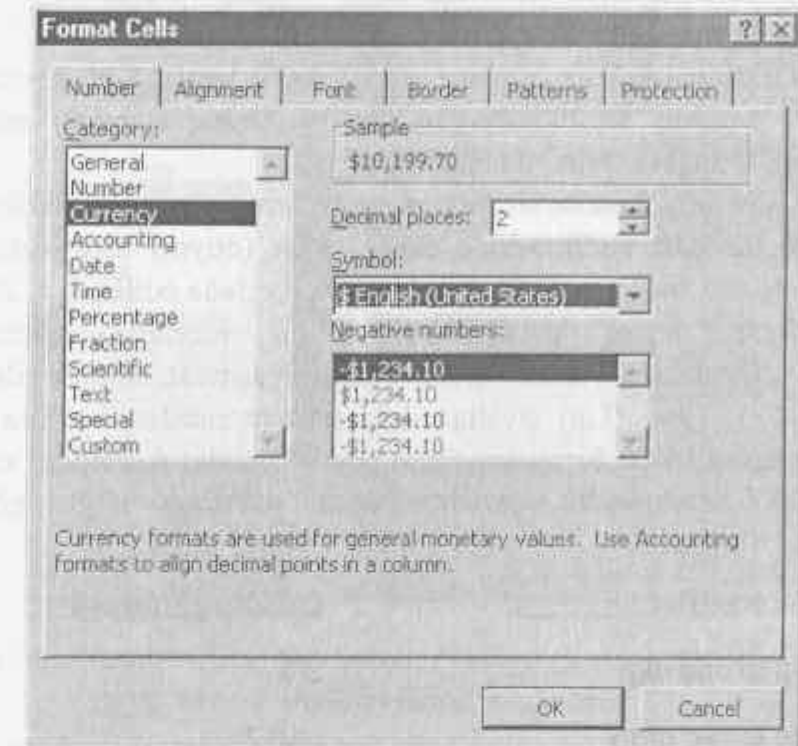 Format Cells
Number Alignment Font Border Patterns Protection
Category:
General
Number
Currency
Accounting
Date
Time
Percentage
Fraction
Scientific
Text
Special
Custom
Sample
$10,199.70
Decimal places: 2
Symbol:
$ English (United States)
Negative numbers:
-$1,234.10
$1,234.10
-$1,234.10
-$1,234.10
Currency formats are used for general monetary values. Use Accounting
formats to align decimal points in a column.
OK Cancel